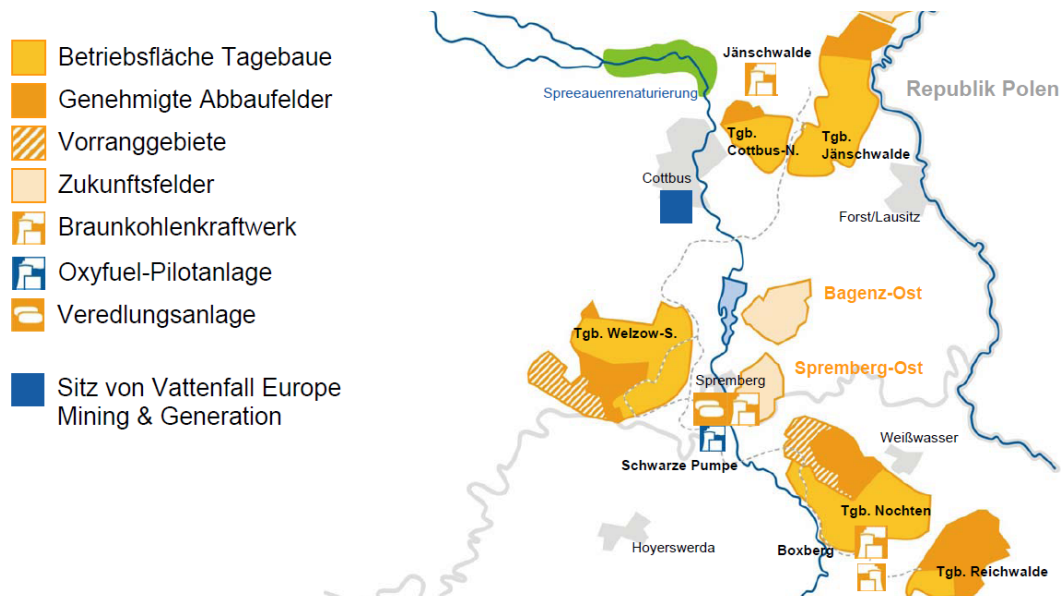 Betriebsfläche Tagebaue
Genehmigte Abbaufelder
Vorranggebiete
Zukunftsfelder
Braunkohlenkraftwerk
Oxyfuel-Pilotanlage
Veredlungsanlage
Sitz von Vattenfall Europe
Mining & Generation
Jänschwalde
Spreeauenrenaturierung
Republik Polen
Tgb.
Cottbus-N.
Tgb.
Jänschwalde
Cottbus
Forst/Lausitz
Bagenz-Ost
Tgb. Welzow-S.
Spremberg-Ost
Spremberg
Weißwasser
Schwarze Pumpe
Tgb. Nochten
Hoyerswerda
Boxberg
Tgb. Reichwalde